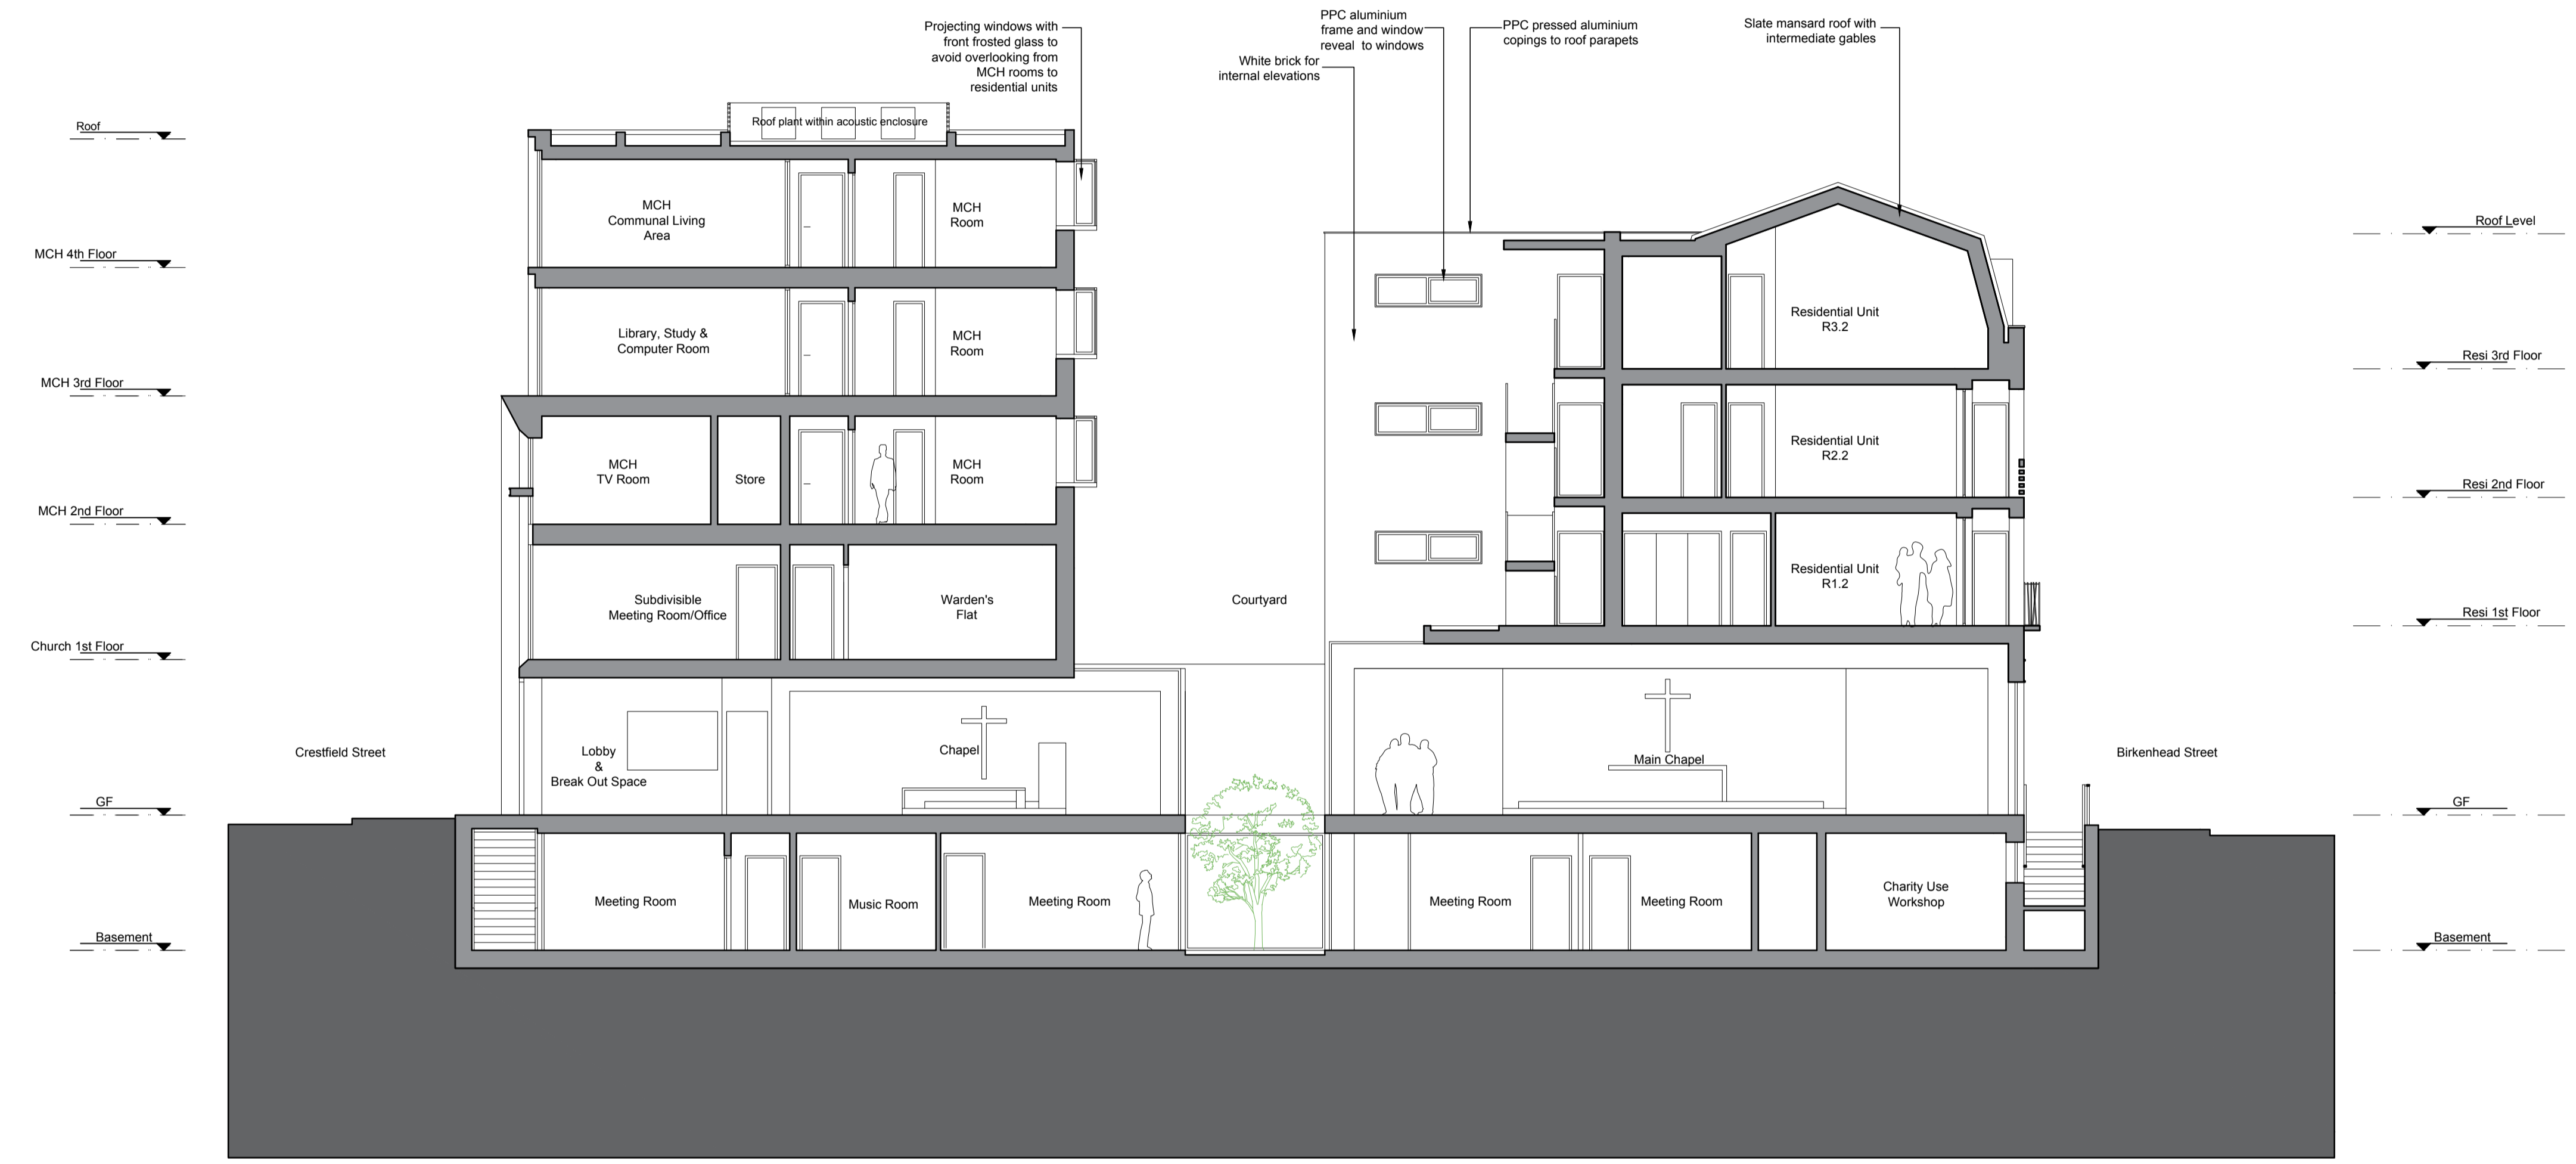 Projecting windows with
front frosted glass to
avoid overlooking from
MCH rooms to
residential units
PPC aluminium
frame and window
reveal to windows
White brick for
internal elevations
PPC pressed aluminium
copings to roof parapets
Slate mansard roof with
intermediate gables
Roof
MCH 4th Floor
MCH 3rd Floor
MCH 2nd Floor
Church 1st Floor
GF
Basement
Crestfield Street
Roof plant within acoustic enclosure
MCH
Communal Living
Area
MCH
Room
Library, Study &
Computer Room
MCH
Room
MCH
TV Room
Store
MCH
Room
Subdivisible
Meeting Room/Office
Warden's
Flat
Lobby
&
Break Out Space
Chapel
Meeting Room
Music Room
Meeting Room
Courtyard
Residential Unit
R3.2
Residential Unit
R2.2
Residential Unit
R1.2
Main Chapel
Meeting Room
Meeting Room
Charity Use
Workshop
Birkenhead Street
Roof Level
Resi 3rd Floor
Resi 2nd Floor
Resi 1st Floor
GF
Basement